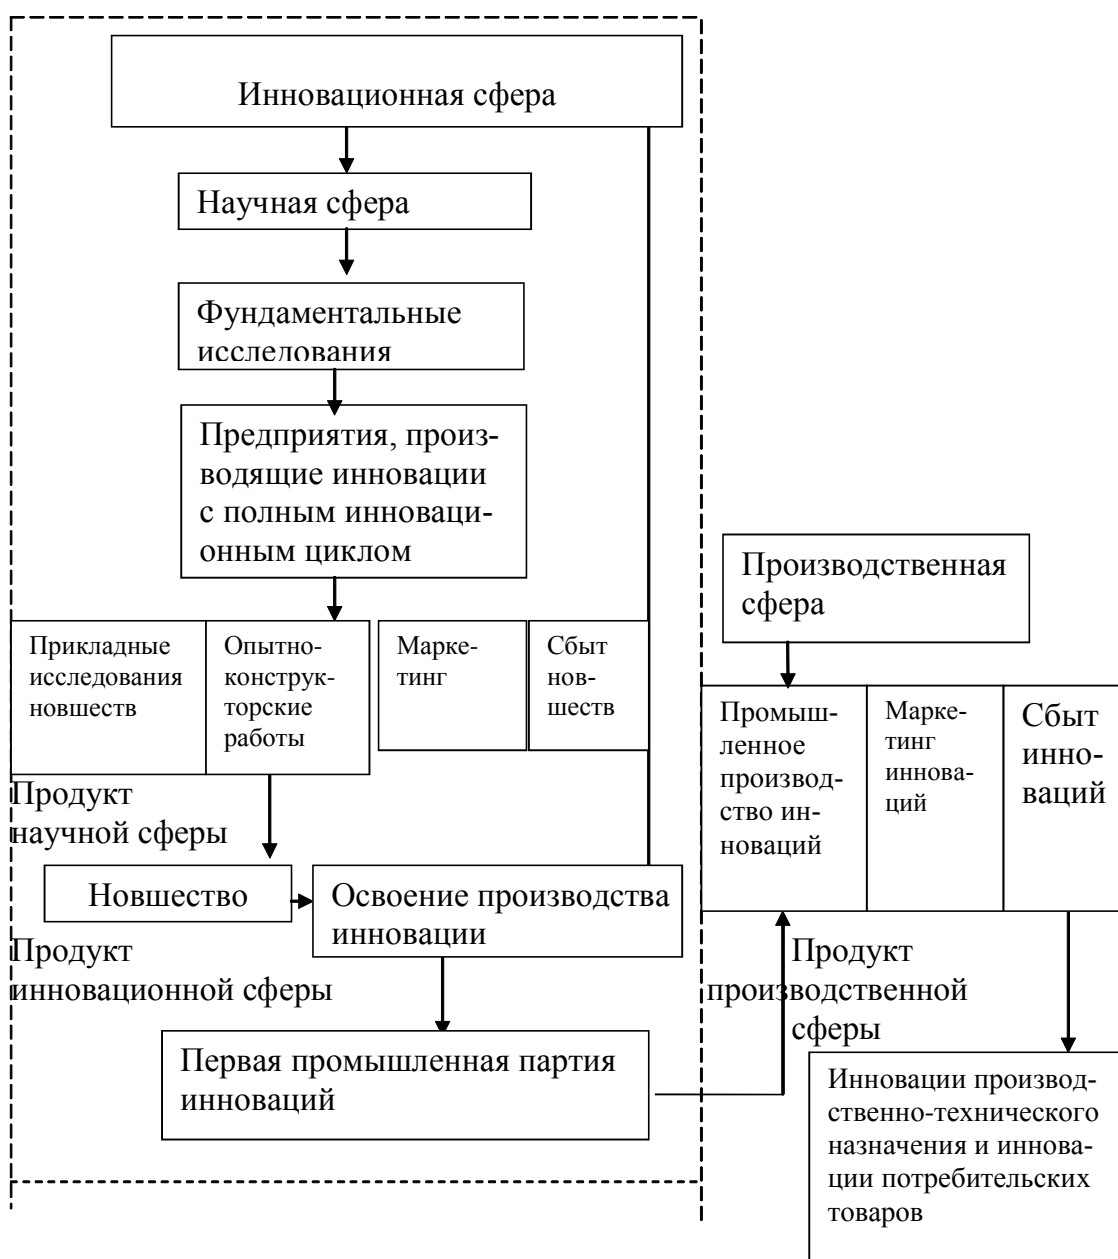 Инновационная сфера
Научная сфера
Фундаментальные
исследования
Предприятия, произ-
водящие инновации
с полным инноваци-
онным циклом
Прикладные
исследования
новшеств
Опытно-
конструк-
торские
работы
Марке-
тинг
Сбыт
нов-
шеств
Продукт
научной сферы
Новшество
Освоение производства
инновации
Продукт
инновационной сферы
Первая промышленная партия
инноваций
Производственная
сфера
Промыш-
ленное
производ-
ство ин-
новаций
Марке-
тинг
иннова-
ций
Сбыт
инно-
ваций
Продукт
производственной
сферы
Инновации производ-
ственно-технического
назначения и иннова-
ции потребительских
товаров